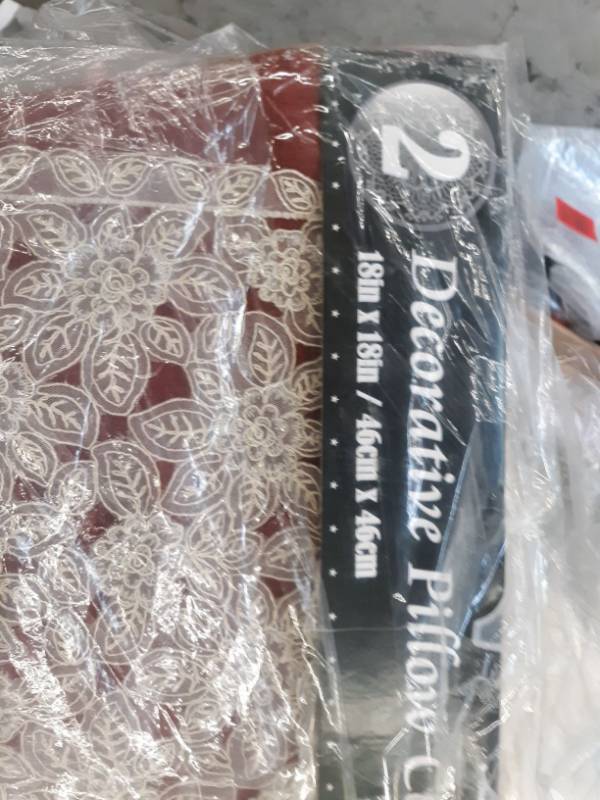 2
Decorative Pillow C
18in x 18in / 46cm x 46cm